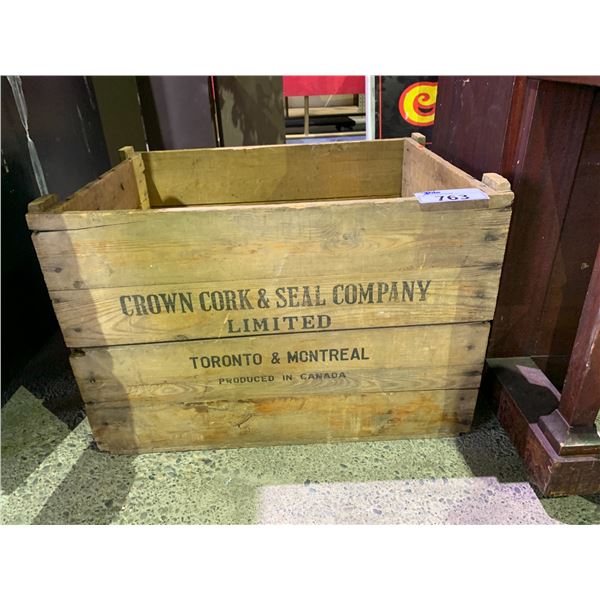 763
CROWN CORK & SEAL COMPANY
LIMITED
TORONTO & MONTREAL
PRODUCED IN CANADA